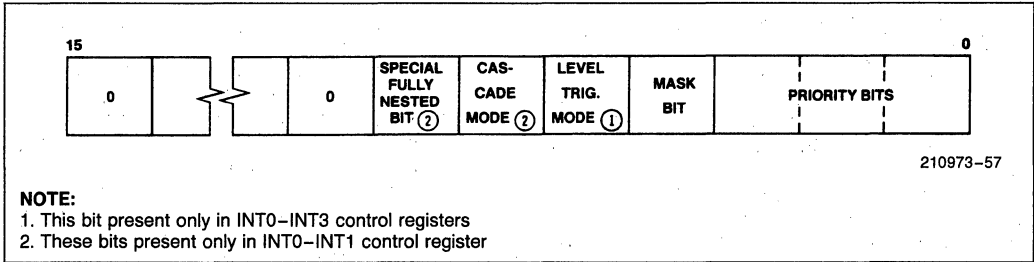 15 0
0 0 SPECIAL FULLY NESTED BIT ② CAS- CADE MODE ② LEVEL TRIG. MODE ① MASK BIT PRIORITY BITS
210973–57
NOTE:
1. This bit present only in INT0–INT3 control registers
2. These bits present only in INT0–INT1 control register